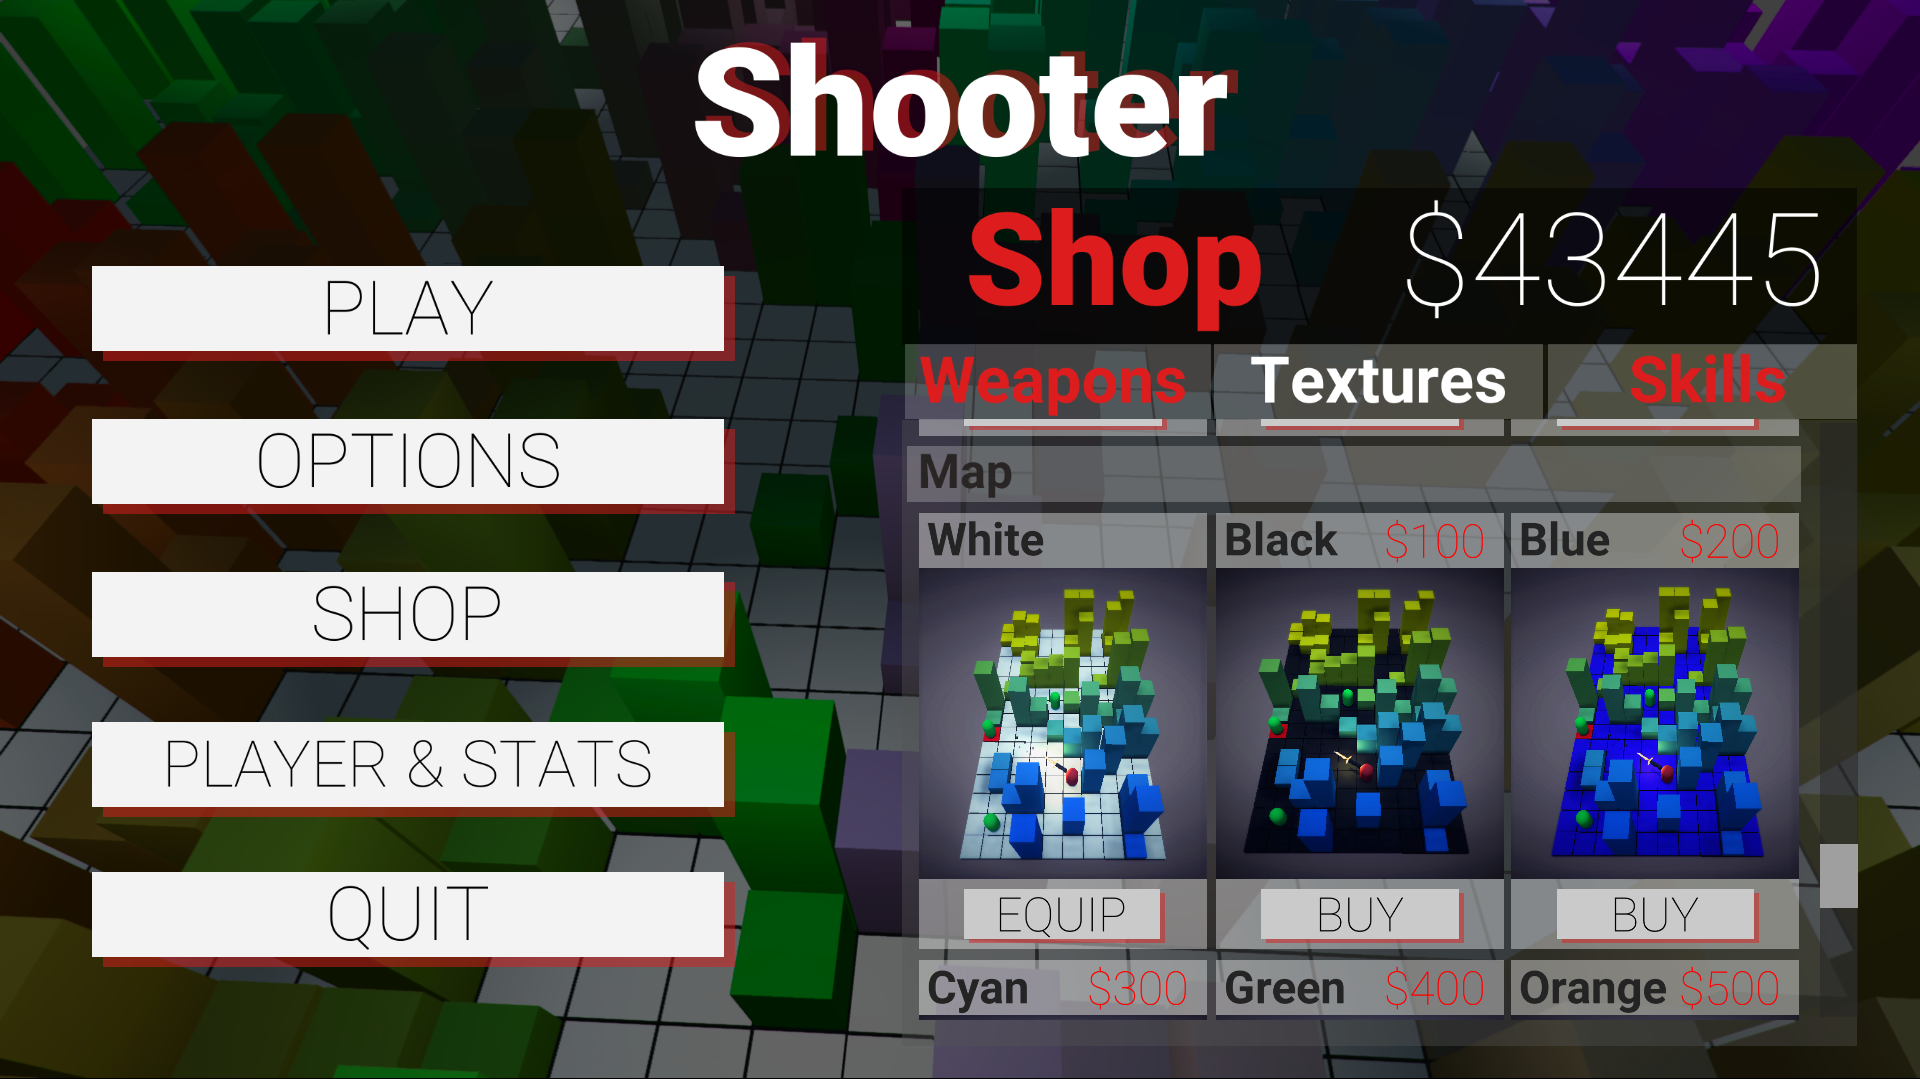 Shooter
PLAY
OPTIONS
SHOP
PLAYER & STATS
QUIT
Shop $43445
Weapons Textures Skills
Map
White Black $100 Blue $200
EQUIP BUY BUY
Cyan $300 Green $400 Orange $500